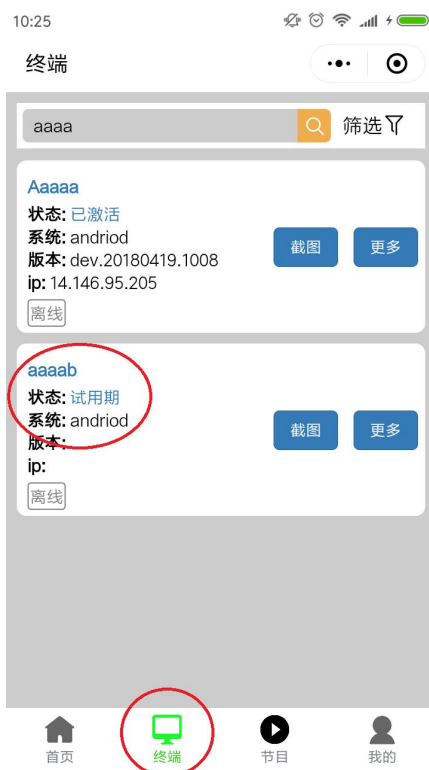 10:25
终端
aaaa
筛选
Aaaaa
状态: 已激活
系统: andriod
版本: dev.20180419.1008
ip: 14.146.95.205
截图
更多
离线
aaaab
状态: 试用期
系统: andriod
版本:
ip:
截图
更多
离线
首页
终端
节目
我的